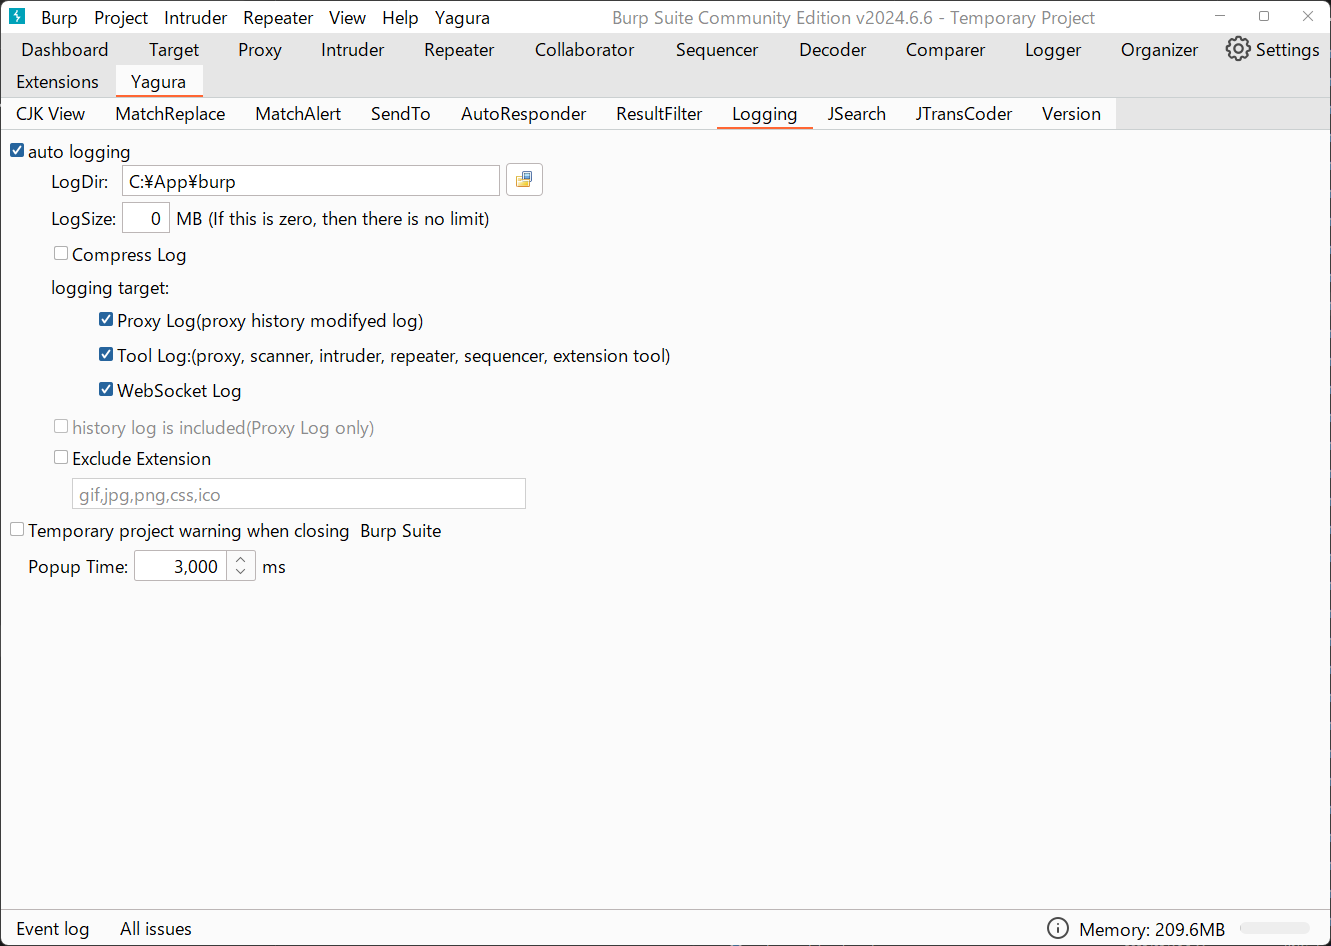 Burp Project Intruder Repeater View Help Yagura Burp Suite Community Edition v2024.6.6 - Temporary Project
Dashboard Target Proxy Intruder Repeater Collaborator Sequencer Decoder Comparer Logger Organizer Settings
Extensions Yagura
CJK View MatchReplace MatchAlert SendTo AutoResponder ResultFilter Logging JSearch JTransCoder Version
auto logging
LogDir: C:¥App¥burp
LogSize: 0 MB (If this is zero, then there is no limit)
Compress Log
logging target:
Proxy Log(proxy history modifyed log)
Tool Log:(proxy, scanner, intruder, repeater, sequencer, extension tool)
WebSocket Log
history log is included(Proxy Log only)
Exclude Extension
gif,jpg,png,css,ico
Temporary project warning when closing Burp Suite
Popup Time: 3,000 ms
Event log All issues Memory: 209.6MB